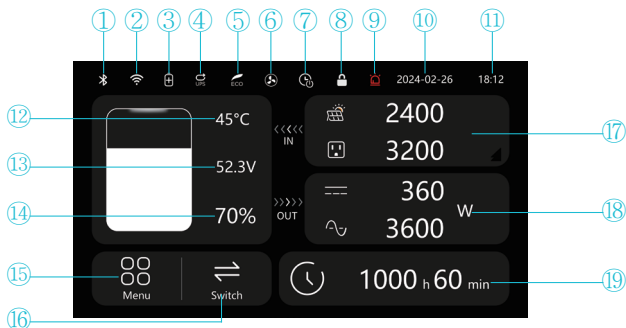 ① ② ③ ④ ⑤ ⑥ ⑦ ⑧ ⑨ ⑩ ⑪
UPS ECO 2024-02-26 18:12
⑫ 45°C
⑬ 52.3V
⑭ 70%
IN
OUT
2400
3200
⑰
360
3600
W
⑱
⑮ Menu
Switch
⑯
1000 h 60 min
⑲